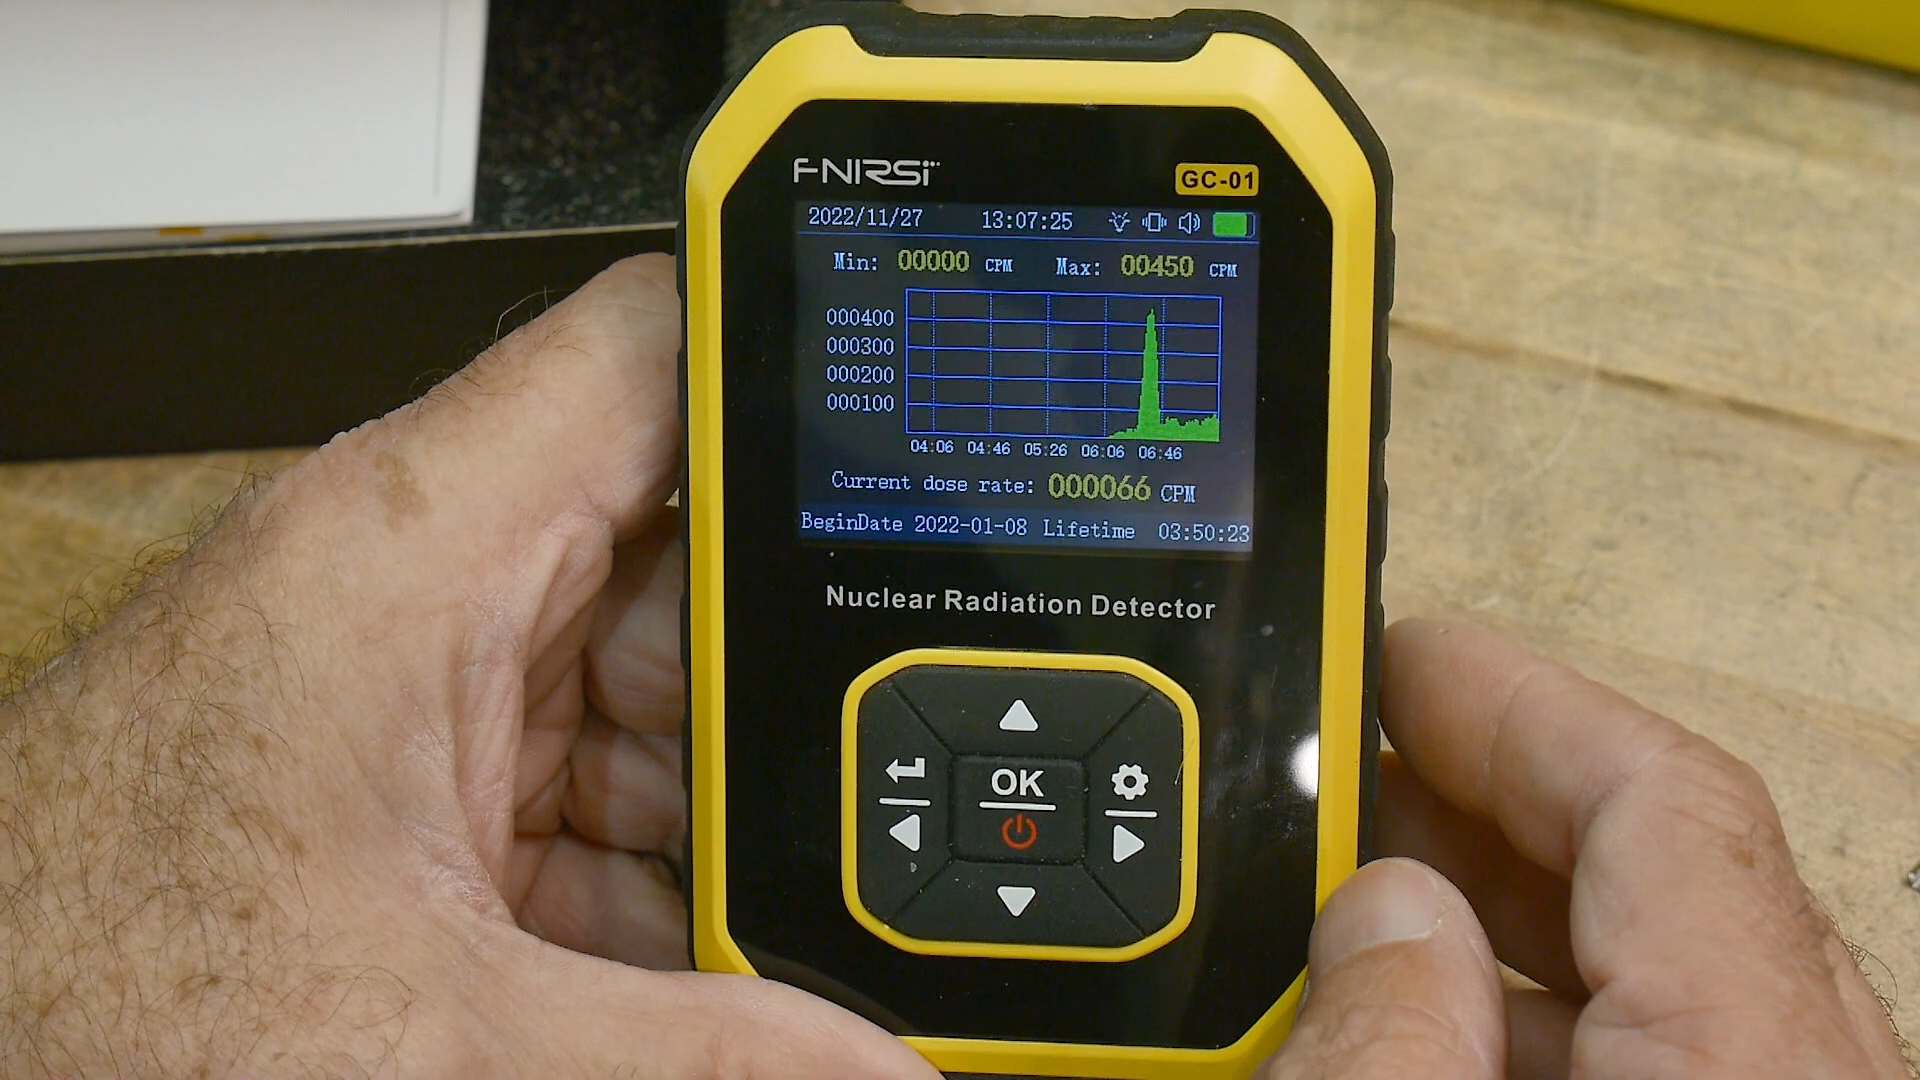 FNIRSI
GC-01
2022/11/27 13:07:25
Min: 00000 CPM Max: 00450 CPM
000400
000300
000200
000100
04:06 04:46 05:26 06:06 06:46
Current dose rate: 000066 CPM
BeginDate 2022-01-08 Lifetime 03:50:23
Nuclear Radiation Detector
OK